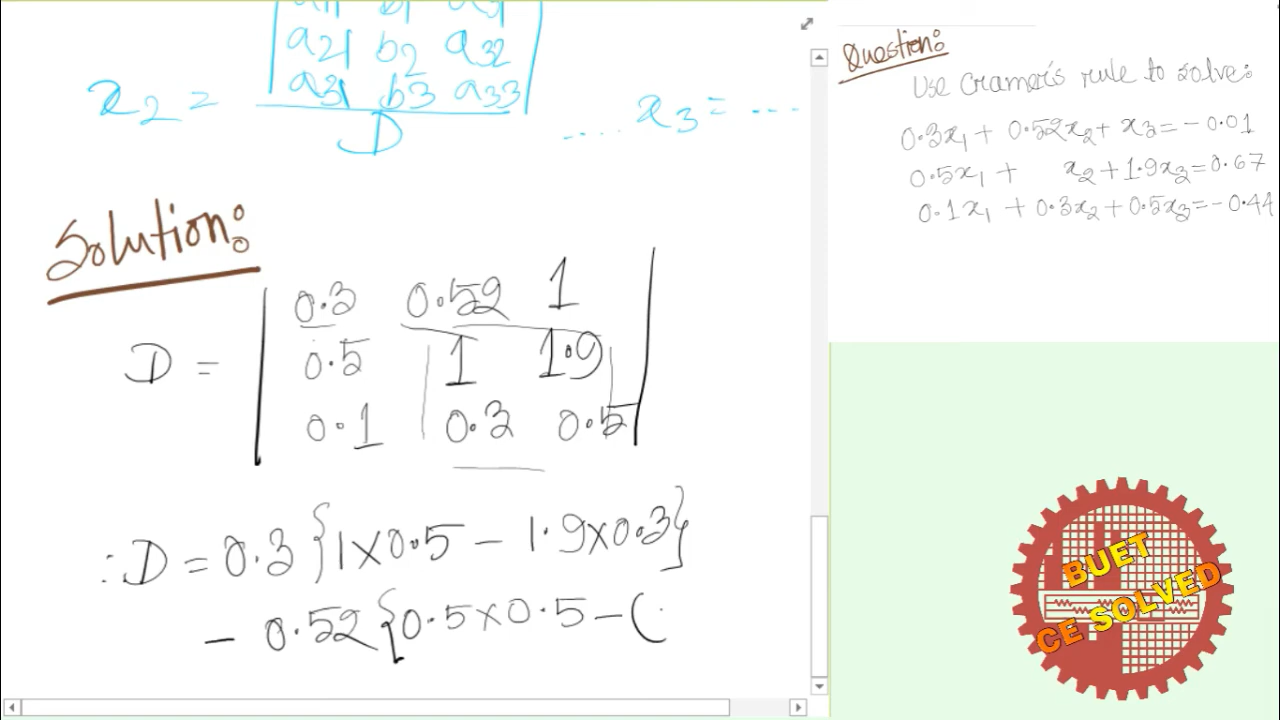 a21 b2 a32
a31 b3 a33
x2 =
D
.... x3 = ...
Solution:
0.3 0.52 1
D = 0.5 1 1.9
0.1 0.3 0.5
∴D = 0.3 {1×0.5 - 1.9×0.3}
- 0.52 {0.5×0.5 - (
Question:
Use Cramer's rule to solve:
0.3x1 + 0.52x2 + x3 = -0.01
0.5x1 + x2 + 1.9x3 = 0.67
0.1x1 + 0.3x2 + 0.5x3 = -0.44
BUET
CE SOLVED